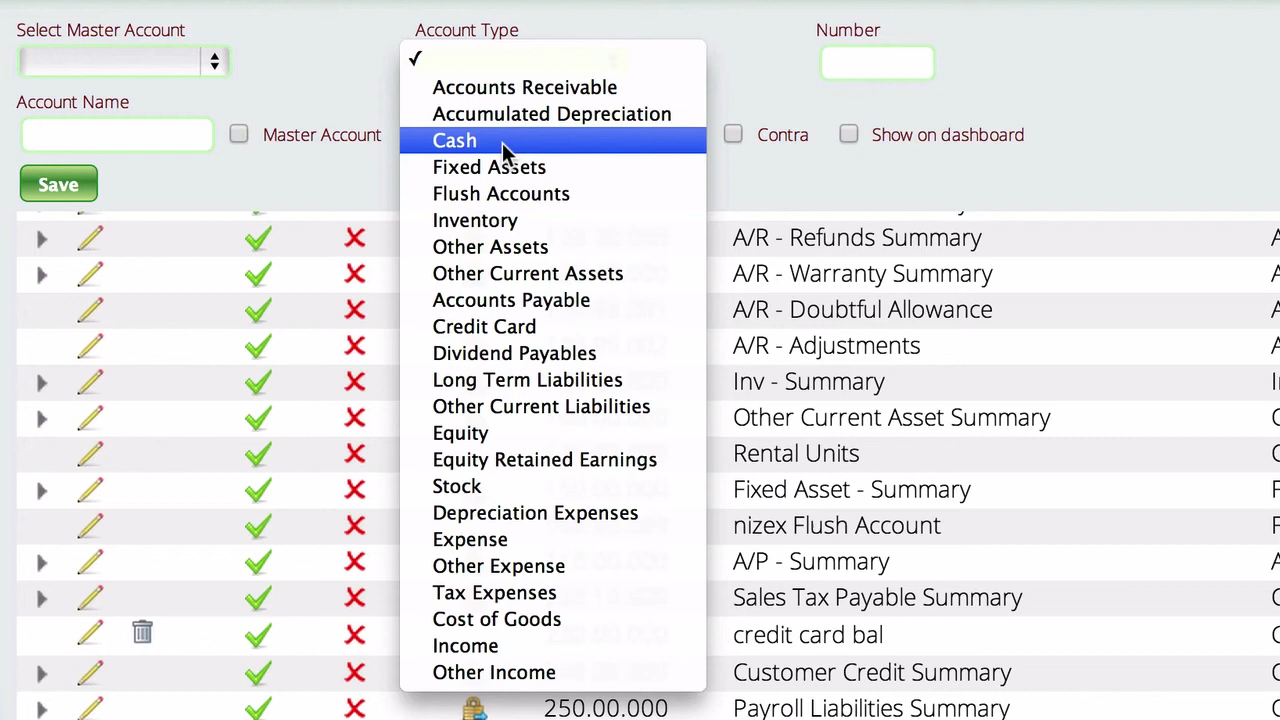 Select Master Account
Account Type
Number
Account Name
Master Account
Contra
Show on dashboard
Save
Accounts Receivable
Accumulated Depreciation
Cash
Fixed Assets
Flush Accounts
Inventory
Other Assets
Other Current Assets
Accounts Payable
Credit Card
Dividend Payables
Long Term Liabilities
Other Current Liabilities
Equity
Equity Retained Earnings
Stock
Depreciation Expenses
Expense
Other Expense
Tax Expenses
Cost of Goods
Income
Other Income
A/R - Refunds Summary
A/R - Warranty Summary
A/R - Doubtful Allowance
A/R - Adjustments
Inv - Summary
Other Current Asset Summary
Rental Units
Fixed Asset - Summary
nizex Flush Account
A/P - Summary
Sales Tax Payable Summary
credit card bal
Customer Credit Summary
250.00.000 Payroll Liabilities Summary